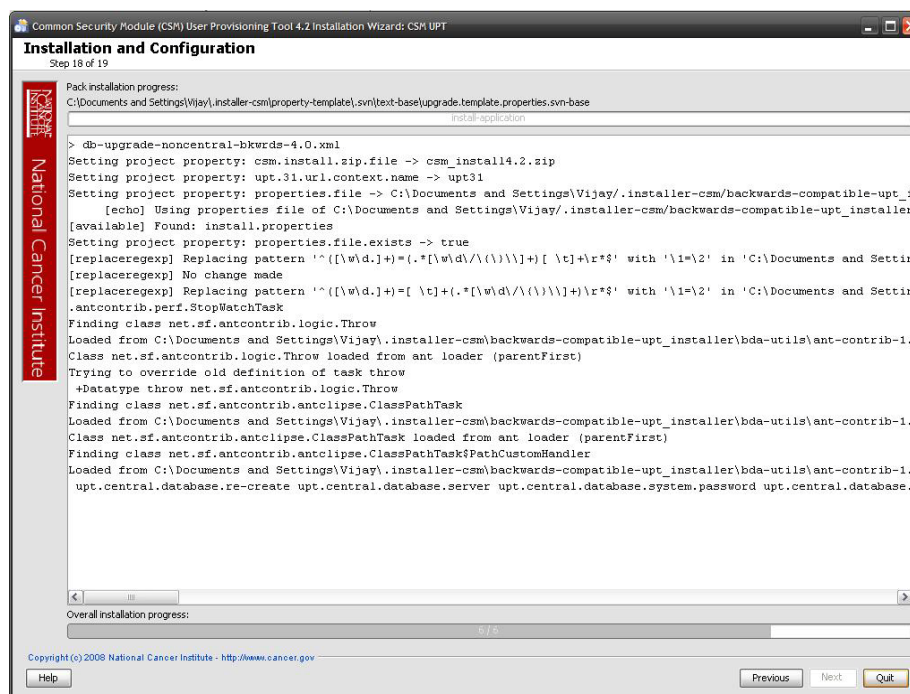 Common Security Module (CSM) User Provisioning Tool 4.2 Installation Wizard: CSM UPT
Installation and Configuration
Step 18 of 19
NATIONAL CANCER INSTITUTE
National Cancer Institute
Pack installation progress:
C:\Documents and Settings\Vijay\.installer-csm\property-template\.svn\text-base\upgrade.template.properties.svn-base
install-application
> db-upgrade-noncentral-bkwrds-4.0.xml
Setting project property: csm.install.zip.file -> csm_install4.2.zip
Setting project property: upt.31.url.context.name -> upt31
Setting project property: properties.file -> C:\Documents and Settings\Vijay/.installer-csm/backwards-compatible-upt_i
[echo] Using properties file of C:\Documents and Settings\Vijay/.installer-csm/backwards-compatible-upt_installer
[available] Found: install.properties
Setting project property: properties.file.exists -> true
[replaceregexp] Replacing pattern '^([\w\d.]+)=(.*[\w\d\/\(\)\\]+)[ \t]+\r*$' with '\1=\2' in 'C:\Documents and Settin
[replaceregexp] No change made
[replaceregexp] Replacing pattern '^([\w\d.]+)=[ \t]+(.*[\w\d\/\(\)\\]+)\r*$' with '\1=\2' in 'C:\Documents and Settin
.antcontrib.perf.StopWatchTask
Finding class net.sf.antcontrib.logic.Throw
Loaded from C:\Documents and Settings\Vijay\.installer-csm\backwards-compatible-upt_installer\bda-utils\ant-contrib-1.
Class net.sf.antcontrib.logic.Throw loaded from ant loader (parentFirst)
Trying to override old definition of task throw
+Datatype throw net.sf.antcontrib.logic.Throw
Finding class net.sf.antcontrib.antclipse.ClassPathTask
Loaded from C:\Documents and Settings\Vijay\.installer-csm\backwards-compatible-upt_installer\bda-utils\ant-contrib-1.
Class net.sf.antcontrib.antclipse.ClassPathTask loaded from ant loader (parentFirst)
Finding class net.sf.antcontrib.antclipse.ClassPathTask$PathCustomHandler
Loaded from C:\Documents and Settings\Vijay\.installer-csm\backwards-compatible-upt_installer\bda-utils\ant-contrib-1.
upt.central.database.re-create upt.central.database.server upt.central.database.system.password upt.central.database.
Overall installation progress:
6 / 6
Copyright (c) 2008 National Cancer Institute - http://www.cancer.gov
Help
Previous
Next
Quit